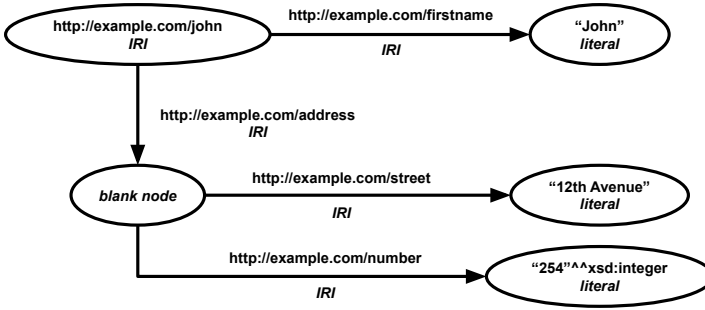 http://example.com/john
IRI
http://example.com/firstname
IRI
“John”
literal
http://example.com/address
IRI
blank node
http://example.com/street
IRI
“12th Avenue”
literal
http://example.com/number
IRI
“254”^^xsd:integer
literal